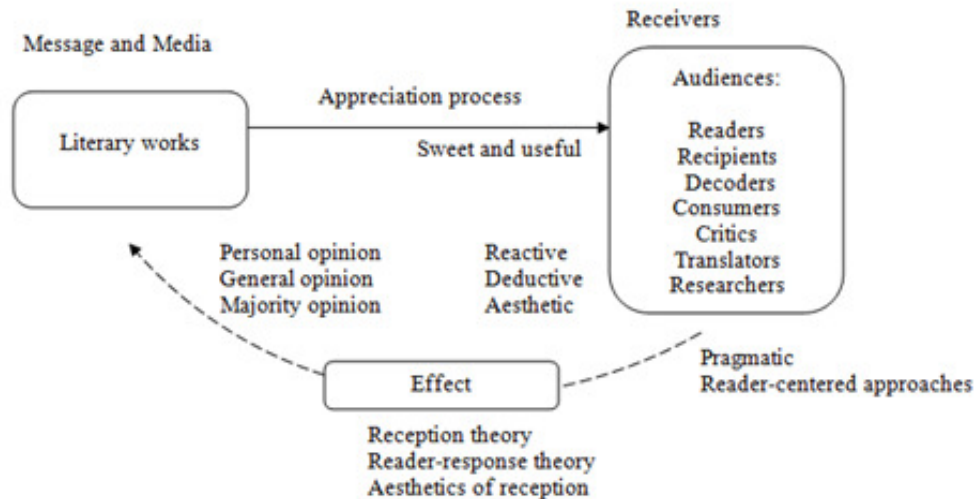 Receivers
Message and Media
Audiences:
Appreciation process
Literary works
Sweet and useful
Readers
Recipients
Decoders
Consumers
Critics
Translators
Researchers
Personal opinion
General opinion
Majority opinion
Reactive
Deductive
Aesthetic
Pragmatic
Reader-centered approaches
Effect
Reception theory
Reader-response theory
Aesthetics of reception